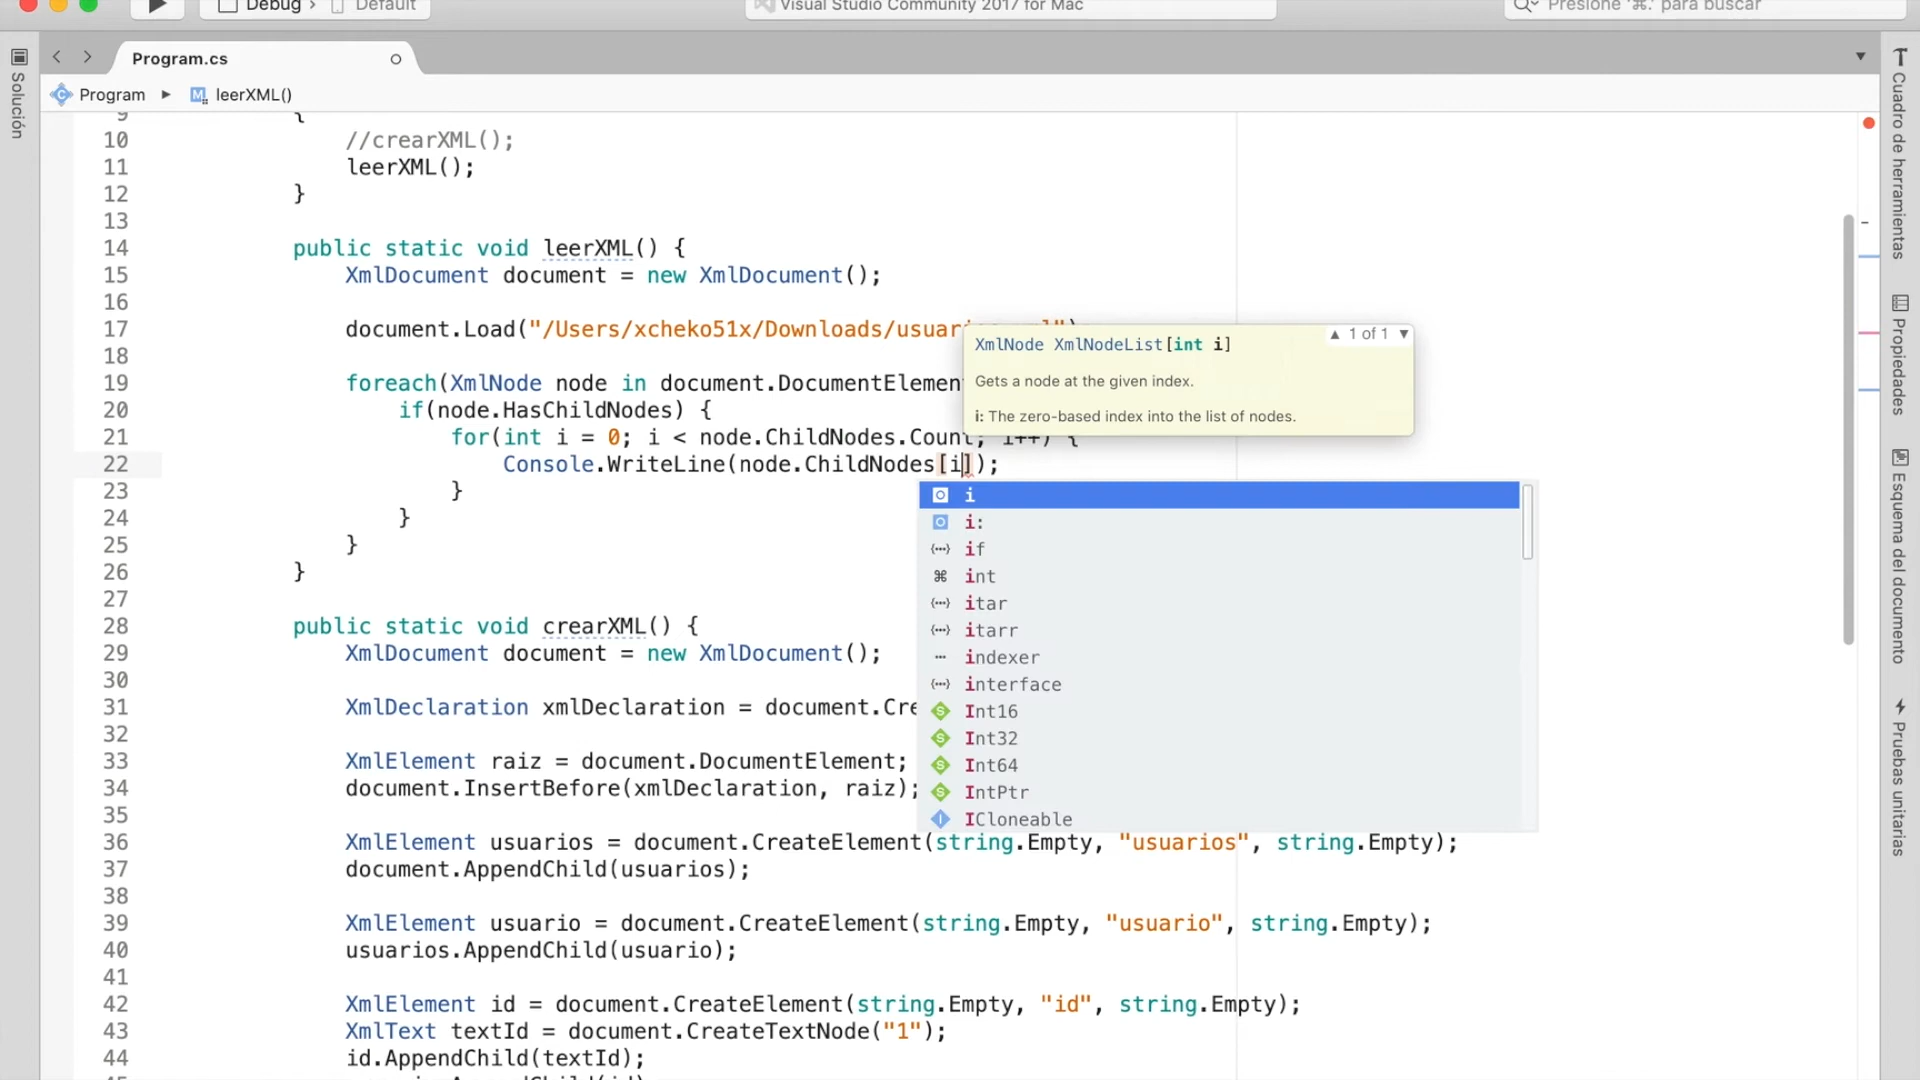 Debug › Default
Visual Studio Community 2017 for Mac
Presione '⌘.' para buscar
Solución
Program.cs
Program ▸ leerXML()
9 {
10 //crearXML();
11 leerXML();
12 }
13
14 public static void leerXML() {
15 XmlDocument document = new XmlDocument();
16
17 document.Load("/Users/xcheko51x/Downloads/usuarios.xml");
18
19 foreach(XmlNode node in document.DocumentElemen
20 if(node.HasChildNodes) {
21 for(int i = 0; i < node.ChildNodes.Count; i++) {
22 Console.WriteLine(node.ChildNodes[i]);
23 }
24 }
25 }
26 }
27
28 public static void crearXML() {
29 XmlDocument document = new XmlDocument();
30
31 XmlDeclaration xmlDeclaration = document.Cre
32
33 XmlElement raiz = document.DocumentElement;
34 document.InsertBefore(xmlDeclaration, raiz);
35
36 XmlElement usuarios = document.CreateElement(string.Empty, "usuarios", string.Empty);
37 document.AppendChild(usuarios);
38
39 XmlElement usuario = document.CreateElement(string.Empty, "usuario", string.Empty);
40 usuarios.AppendChild(usuario);
41
42 XmlElement id = document.CreateElement(string.Empty, "id", string.Empty);
43 XmlText textId = document.CreateTextNode("1");
44 id.AppendChild(textId);
▲ 1 of 1 ▼
XmlNode XmlNodeList[int i]
Gets a node at the given index.
i: The zero-based index into the list of nodes.
i
i:
if
int
itar
itarr
indexer
interface
Int16
Int32
Int64
IntPtr
ICloneable
Cuadro de herramientas
Propiedades
Esquema del documento
Pruebas unitarias